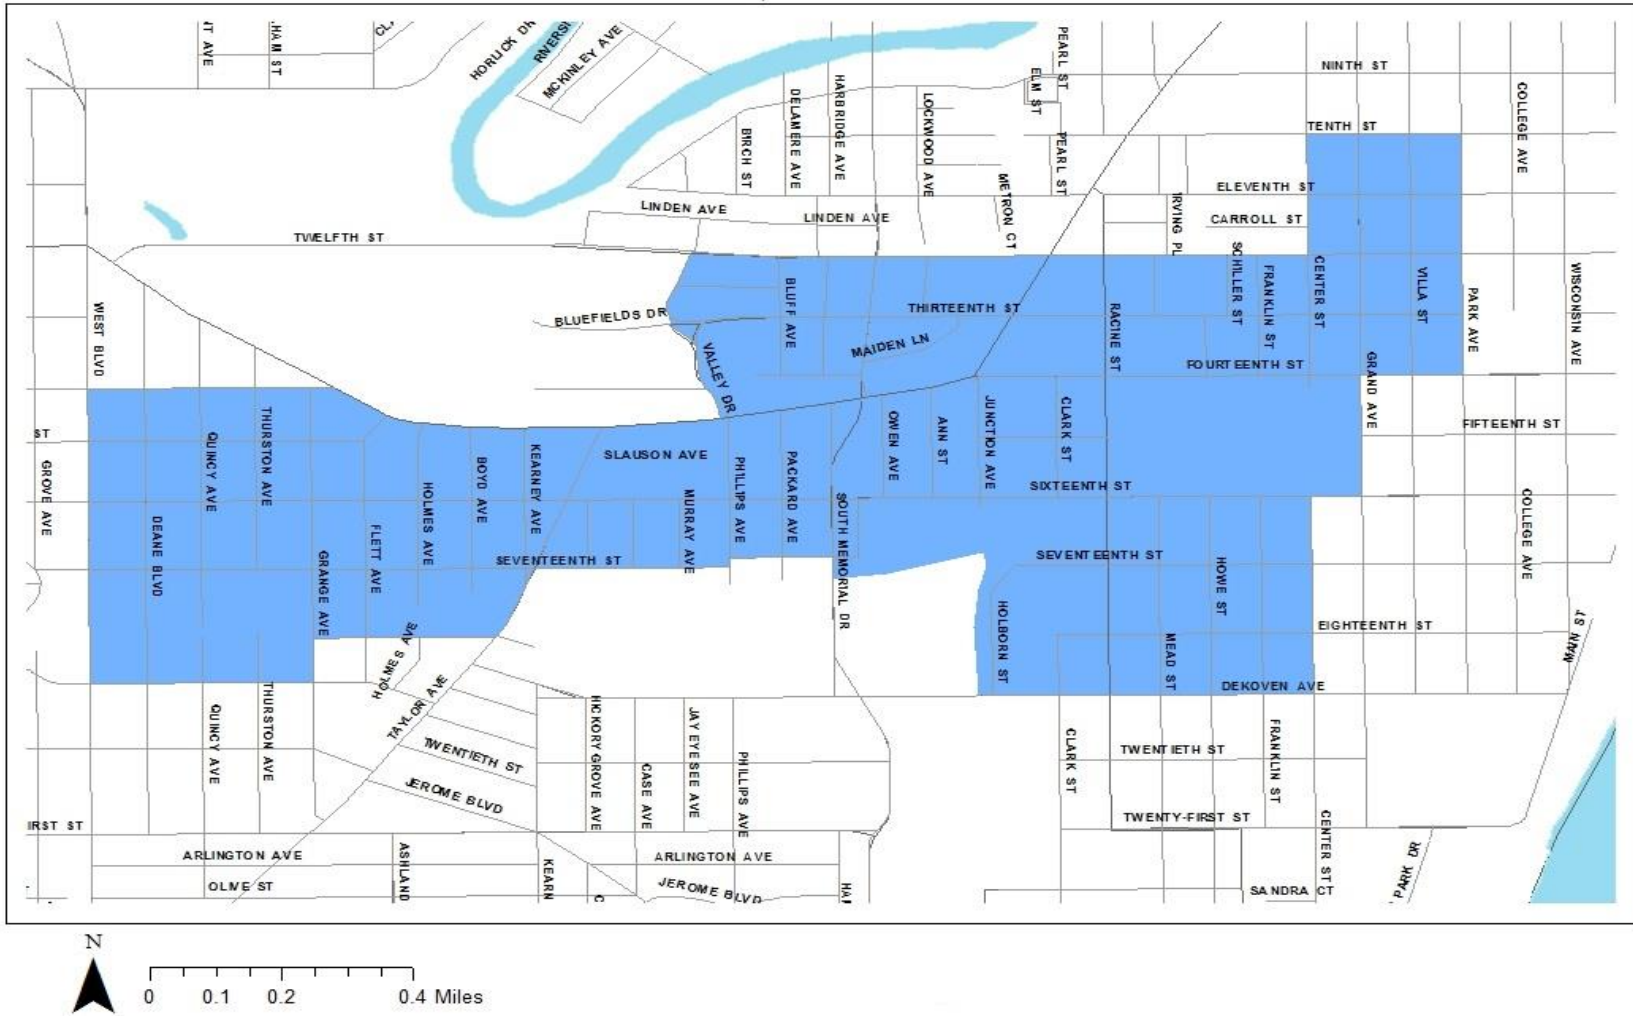 HAM ST
HORLICK DR
MCKINLEY AVE
PEARL ST
ELM ST
NINTH ST
TENTH ST
COLLEGE AVE
BIRCH ST
DELAMERE AVE
HARBRIDGE AVE
LOCKWOOD AVE
PEARL ST
METRON CT
ELEVENTH ST
CARROLL ST
IRVING PL
LINDEN AVE
LINDEN AVE
TWELFTH ST
WEST BLVD
BLUEFIELDS DR
VALLEY DR
BLUFF AVE
THIRTEENTH ST
MAIDEN LN
RACINE ST
SCHILLER ST
FRANKLIN ST
CENTER ST
VILLA ST
PARK AVE
WISCONSIN AVE
FOURTEENTH ST
GRAND AVE
FIFTEENTH ST
ST
GROVE AVE
DEANE BLVD
QUINCY AVE
THURSTON AVE
GRANGE AVE
FLETT AVE
HOLMES AVE
BOYD AVE
KEARNEY AVE
SLAUSON AVE
MURRAY AVE
PHILLIPS AVE
PACKARD AVE
SOUTH MEMORIAL DR
OWEN AVE
ANN ST
JUNCTION AVE
CLARK ST
SIXTEENTH ST
SEVENTEENTH ST
SEVENTEENTH ST
HOWE ST
COLLEGE AVE
HOLBORN ST
MEAD ST
EIGHTEENTH ST
MAIN ST
DEKOVEN AVE
HOLMES AVE
TAYLOR AVE
QUINCY AVE
THURSTON AVE
TWENTIETH ST
JEROME BLVD
HICKORY GROVE AVE
CASE AVE
JAY EYE SEE AVE
PHILLIPS AVE
CLARK ST
TWENTIETH ST
FRANKLIN ST
TWENTY-FIRST ST
CENTER ST
IRST ST
ARLINGTON AVE
OLIVE ST
ASHLAND
KEARN
ARLINGTON AVE
JEROME BLVD
SANDRA CT
PARK DR
N
0 0.1 0.2 0.4 Miles